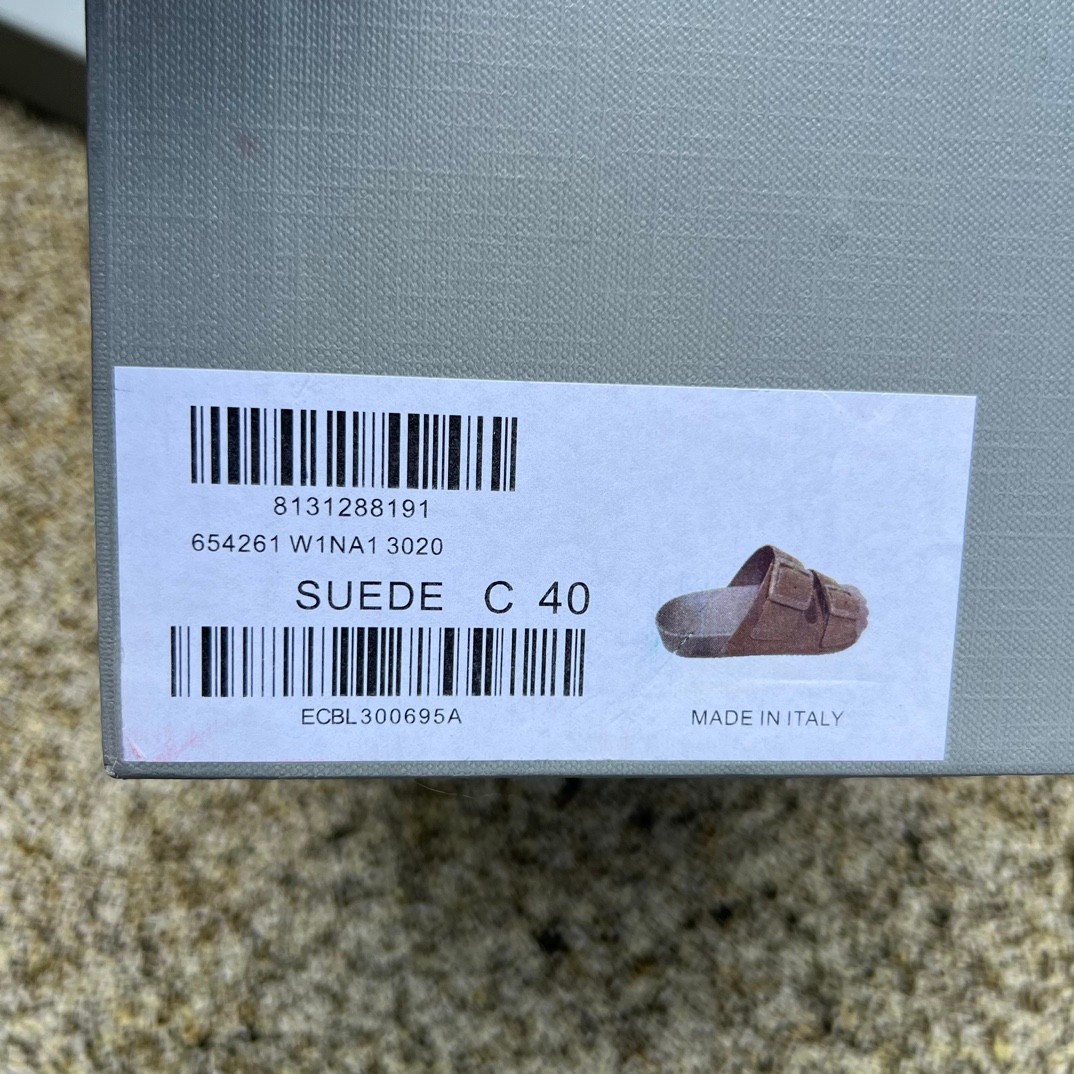 8131288191
654261 W1NA1 3020
SUEDE C 40
ECBL300695A
MADE IN ITALY